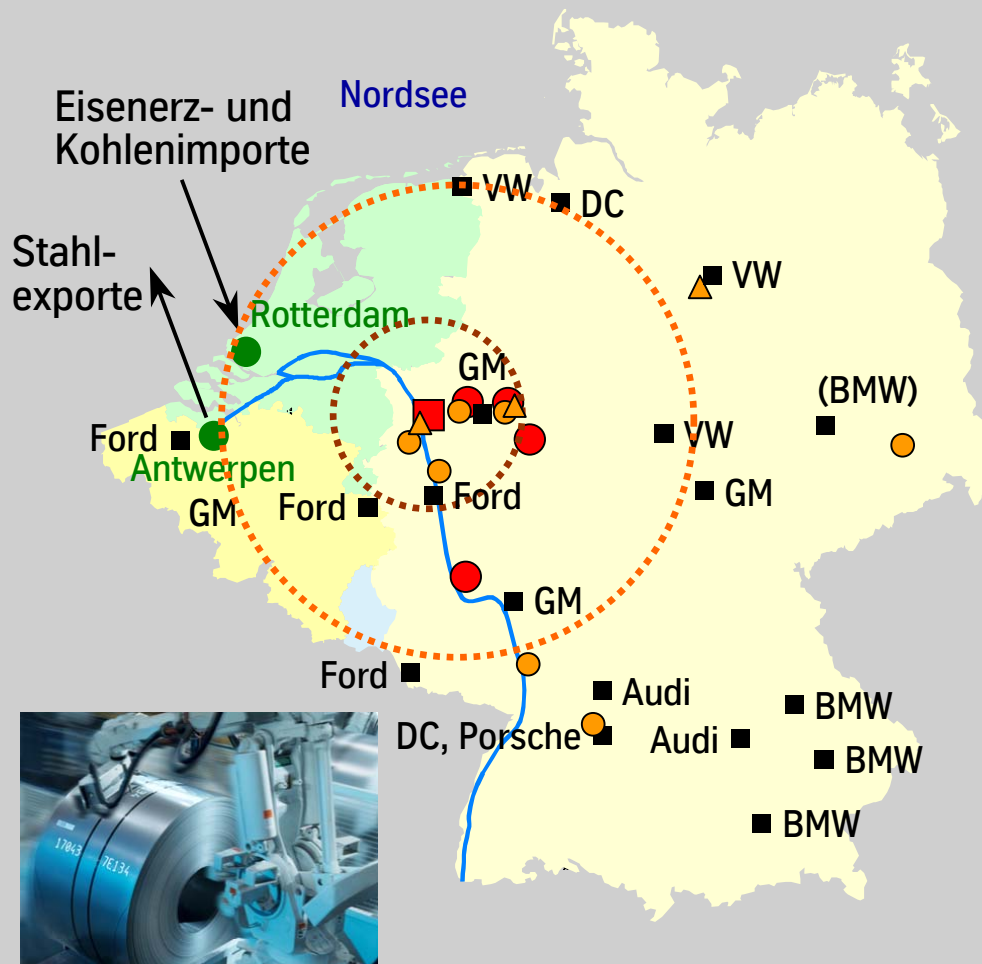 Nordsee
Eisenerz- und
Kohlenimporte
VW
DC
Stahl-
exporte
VW
Rotterdam
GM
(BMW)
Ford
VW
Antwerpen
GM
Ford
Ford
GM
GM
Ford
Audi
BMW
DC, Porsche
Audi
BMW
BMW
17043
7E134